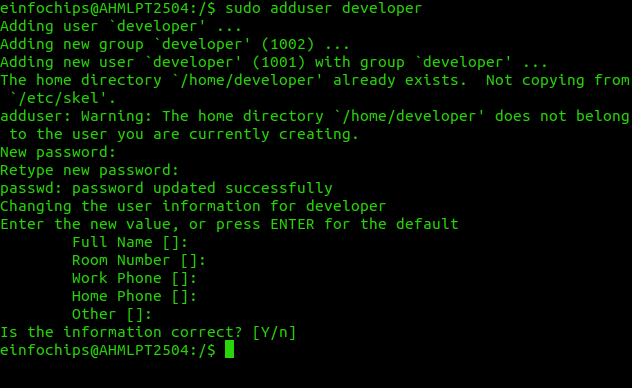 einfochips@AHMLPT2504:/$ sudo adduser developer
Adding user `developer' ...
Adding new group `developer' (1002) ...
Adding new user `developer' (1001) with group `developer' ...
The home directory `/home/developer' already exists.  Not copying from
 `/etc/skel'.
adduser: Warning: The home directory `/home/developer' does not belong
 to the user you are currently creating.
New password:
Retype new password:
passwd: password updated successfully
Changing the user information for developer
Enter the new value, or press ENTER for the default
        Full Name []:
        Room Number []:
        Work Phone []:
        Home Phone []:
        Other []:
Is the information correct? [Y/n]
einfochips@AHMLPT2504:/$